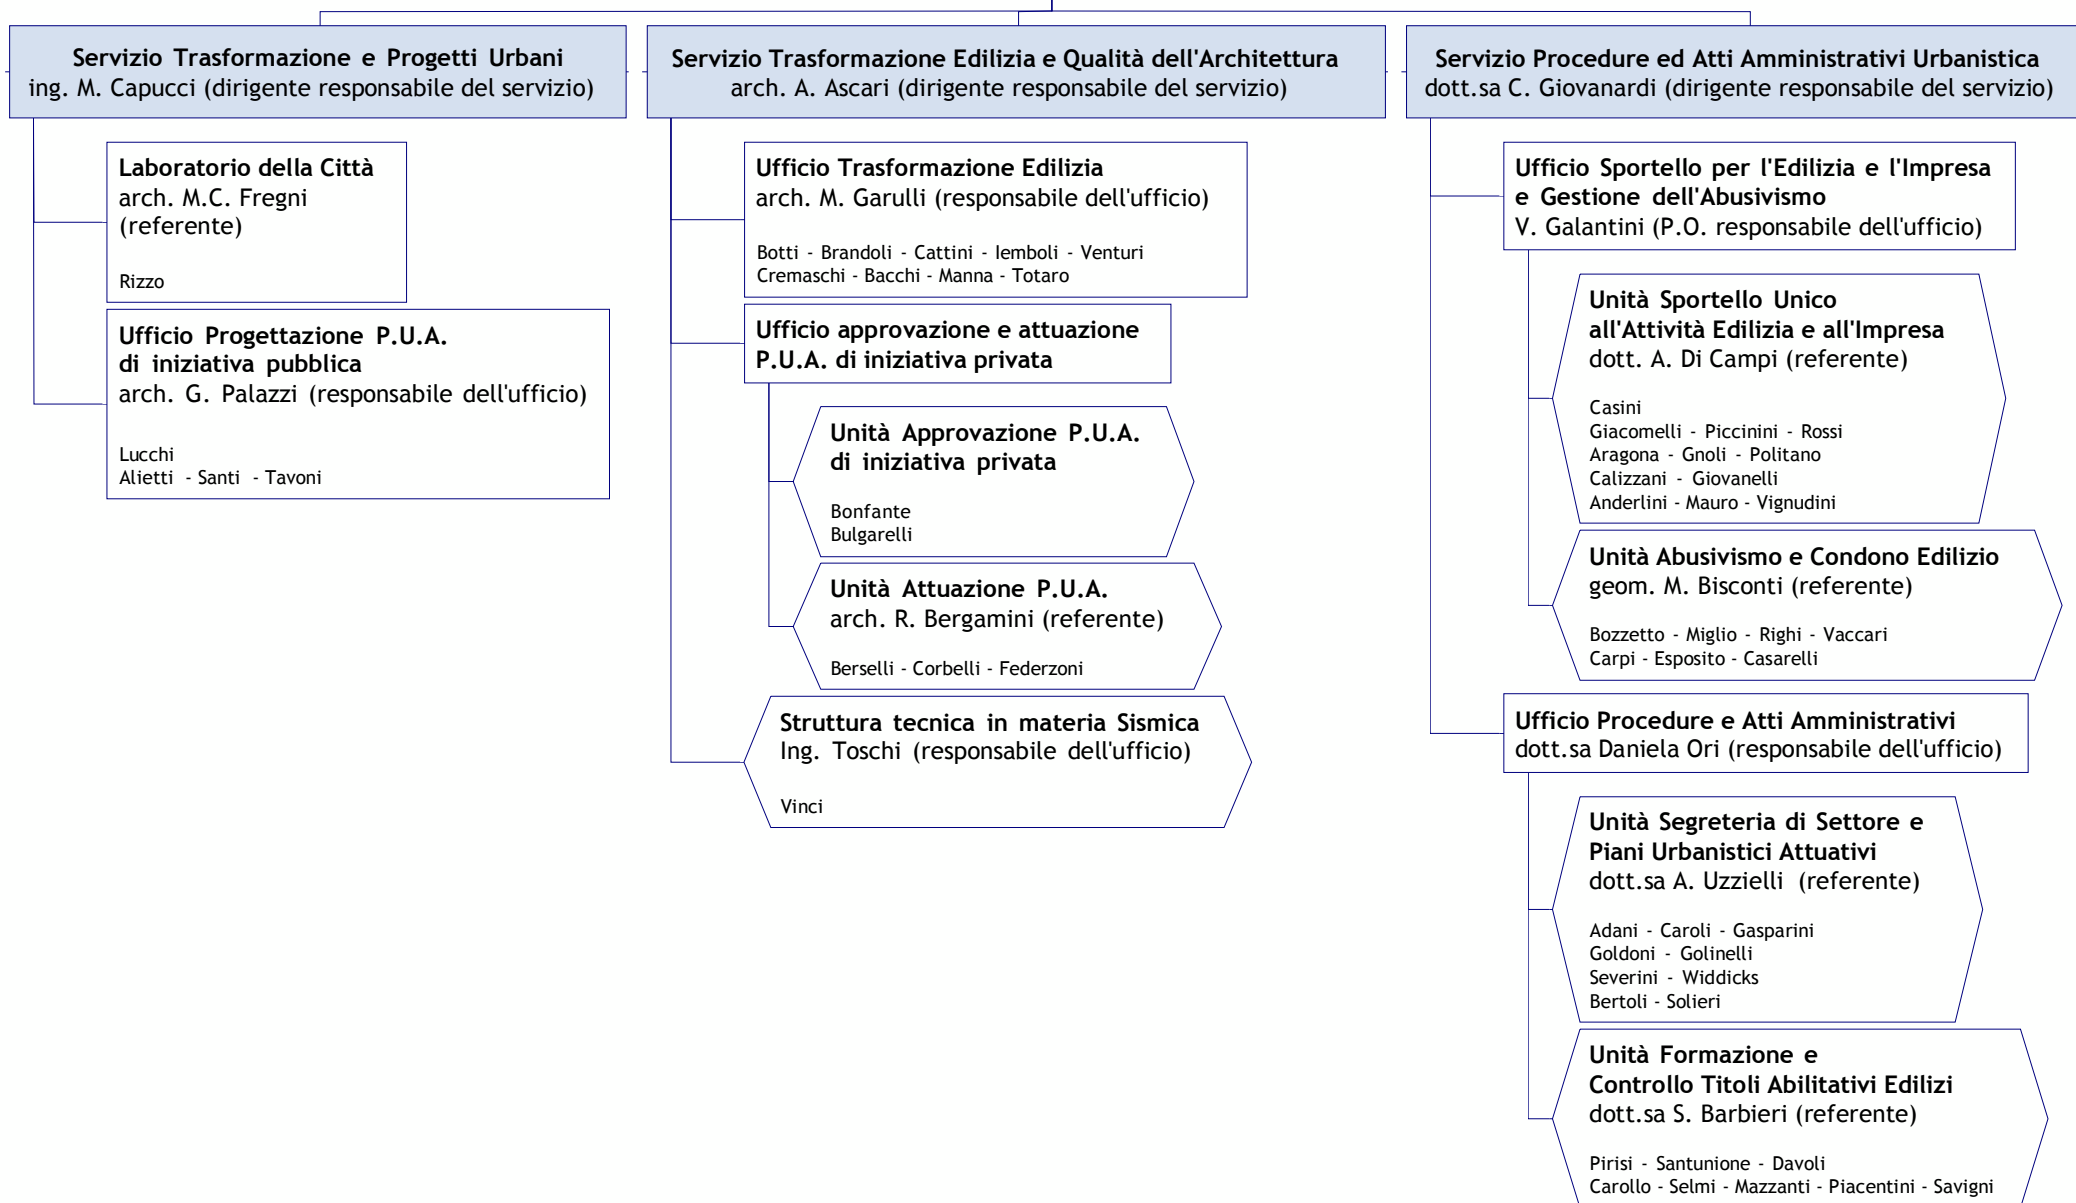 Servizio Trasformazione e Progetti Urbani
ing. M. Capucci (dirigente responsabile del servizio)
Laboratorio della Città
arch. M.C. Fregni
(referente)
Rizzo
Ufficio Progettazione P.U.A.
di iniziativa pubblica
arch. G. Palazzi (responsabile dell'ufficio)
Lucchi
Alietti - Santi - Tavoni
Servizio Trasformazione Edilizia e Qualità dell'Architettura
arch. A. Ascari (dirigente responsabile del servizio)
Ufficio Trasformazione Edilizia
arch. M. Garulli (responsabile dell'ufficio)
Botti - Brandoli - Cattini - Iemboli - Venturi
Cremaschi - Bacchi - Manna - Totaro
Ufficio approvazione e attuazione
P.U.A. di iniziativa privata
Unità Approvazione P.U.A.
di iniziativa privata
Bonfante
Bulgarelli
Unità Attuazione P.U.A.
arch. R. Bergamini (referente)
Berselli - Corbelli - Federzoni
Struttura tecnica in materia Sismica
Ing. Toschi (responsabile dell'ufficio)
Vinci
Servizio Procedure ed Atti Amministrativi Urbanistica
dott.sa C. Giovanardi (dirigente responsabile del servizio)
Ufficio Sportello per l'Edilizia e l'Impresa
e Gestione dell'Abusivismo
V. Galantini (P.O. responsabile dell'ufficio)
Unità Sportello Unico
all'Attività Edilizia e all'Impresa
dott. A. Di Campi (referente)
Casini
Giacomelli - Piccinini - Rossi
Aragona - Gnoli - Politano
Calizzani - Giovanelli
Anderlini - Mauro - Vignudini
Unità Abusivismo e Condono Edilizio
geom. M. Bisconti (referente)
Bozzetto - Miglio - Righi - Vaccari
Carpi - Esposito - Casarelli
Ufficio Procedure e Atti Amministrativi
dott.sa Daniela Ori (responsabile dell'ufficio)
Unità Segreteria di Settore e
Piani Urbanistici Attuativi
dott.sa A. Uzzielli (referente)
Adani - Caroli - Gasparini
Goldoni - Golinelli
Severini - Widdicks
Bertoli - Solieri
Unità Formazione e
Controllo Titoli Abilitativi Edilizi
dott.sa S. Barbieri (referente)
Pirisi - Santunione - Davoli
Carollo - Selmi - Mazzanti - Piacentini - Savigni